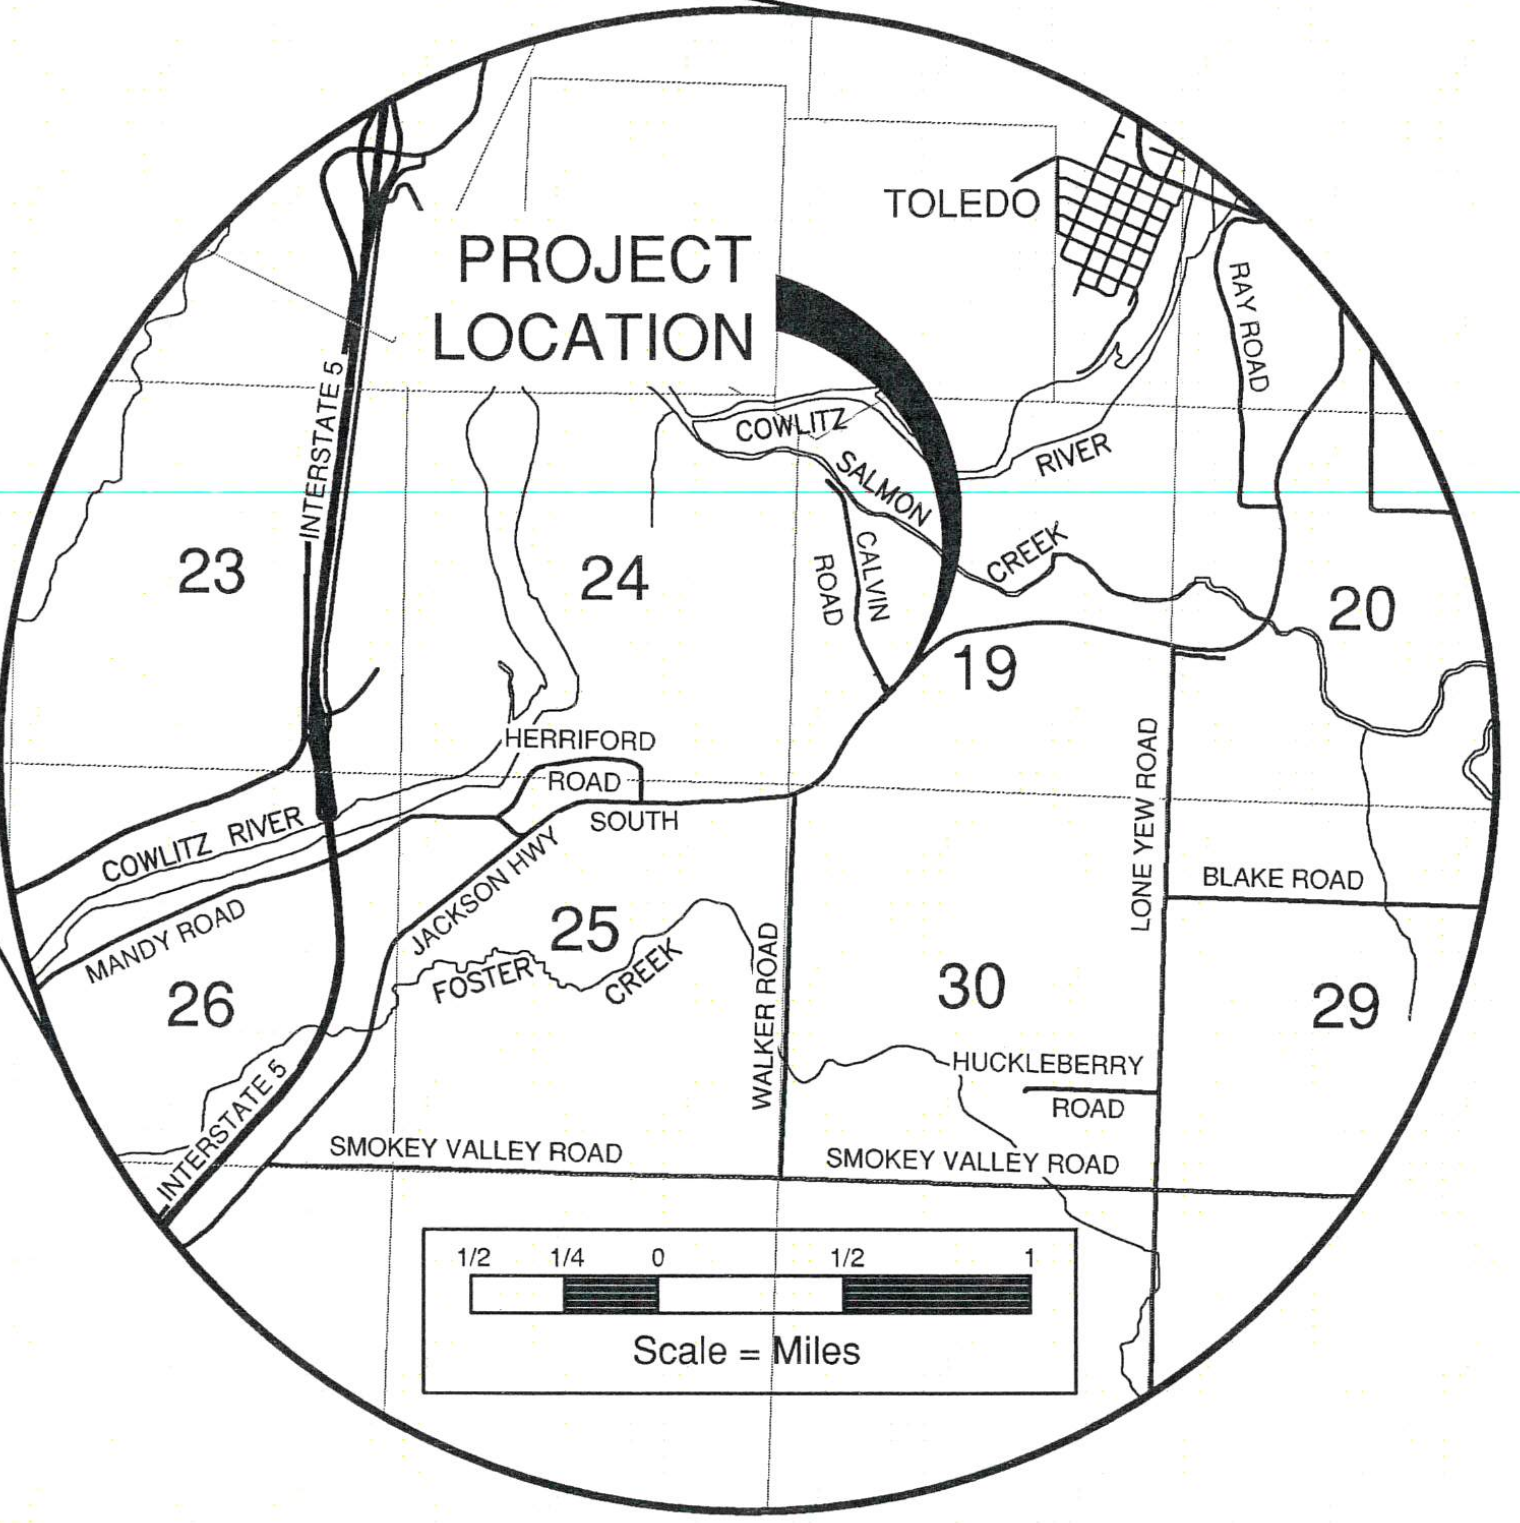 TOLEDO
PROJECT
LOCATION
RAY ROAD
INTERSTATE 5
COWLITZ
RIVER
SALMON
CREEK
CALVIN
ROAD
23
24
20
19
HERRIFORD
ROAD
SOUTH
JACKSON HWY
COWLITZ RIVER
MANDY ROAD
LONE YEW ROAD
BLAKE ROAD
25
FOSTER
CREEK
WALKER ROAD
26
30
29
HUCKLEBERRY
ROAD
INTERSTATE 5
SMOKEY VALLEY ROAD
SMOKEY VALLEY ROAD
1/2 1/4 0 1/2 1
Scale = Miles